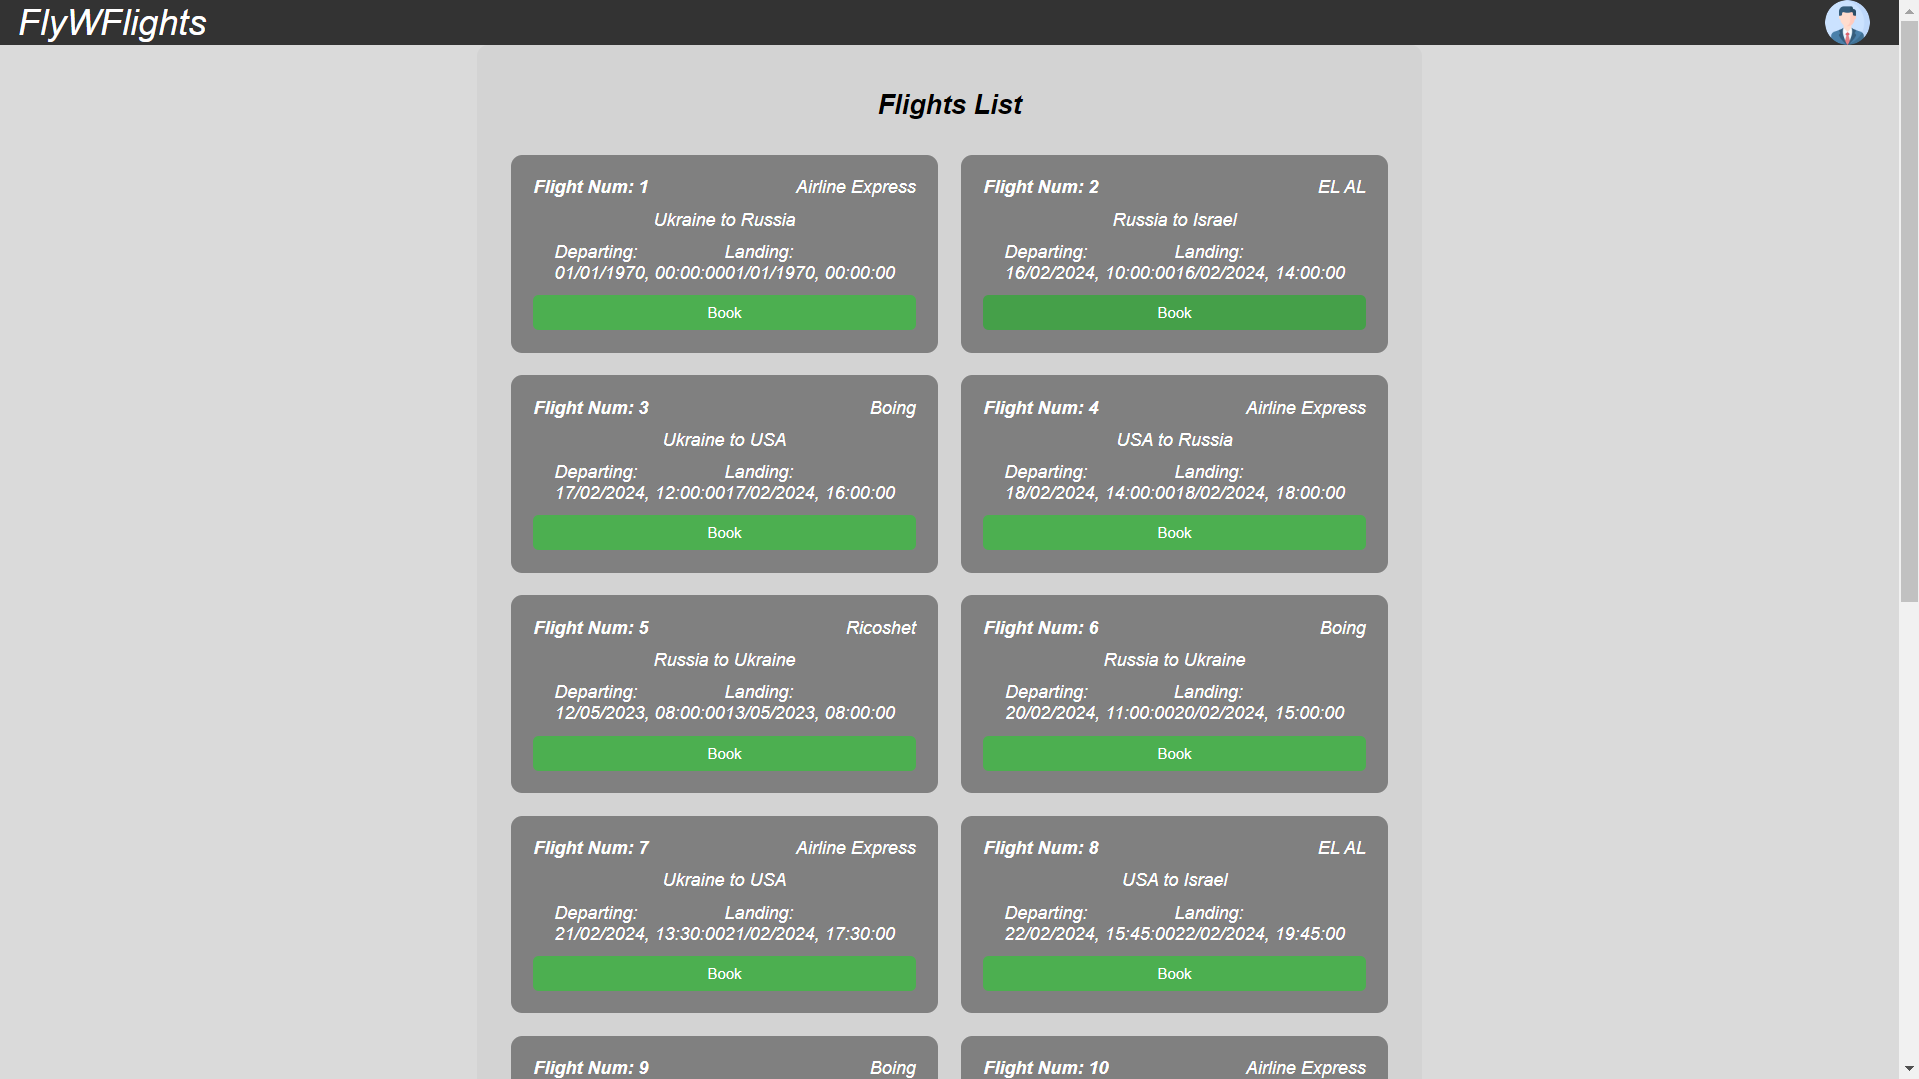 FlyWFlights
Flights List
Flight Num: 1 Airline Express
Ukraine to Russia
Departing: Landing:
01/01/1970, 00:00:0001/01/1970, 00:00:00
Book
Flight Num: 2 EL AL
Russia to Israel
Departing: Landing:
16/02/2024, 10:00:0016/02/2024, 14:00:00
Book
Flight Num: 3 Boing
Ukraine to USA
Departing: Landing:
17/02/2024, 12:00:0017/02/2024, 16:00:00
Book
Flight Num: 4 Airline Express
USA to Russia
Departing: Landing:
18/02/2024, 14:00:0018/02/2024, 18:00:00
Book
Flight Num: 5 Ricoshet
Russia to Ukraine
Departing: Landing:
12/05/2023, 08:00:0013/05/2023, 08:00:00
Book
Flight Num: 6 Boing
Russia to Ukraine
Departing: Landing:
20/02/2024, 11:00:0020/02/2024, 15:00:00
Book
Flight Num: 7 Airline Express
Ukraine to USA
Departing: Landing:
21/02/2024, 13:30:0021/02/2024, 17:30:00
Book
Flight Num: 8 EL AL
USA to Israel
Departing: Landing:
22/02/2024, 15:45:0022/02/2024, 19:45:00
Book
Flight Num: 9 Boing
Flight Num: 10 Airline Express